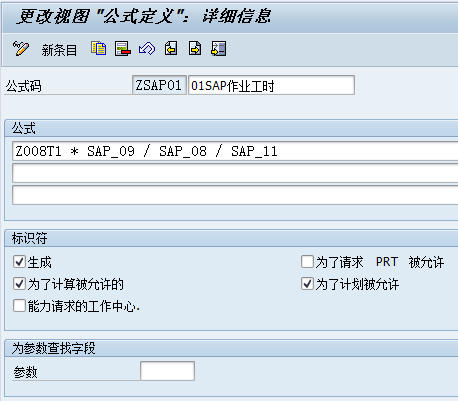 更改视图 "公式定义": 详细信息
新条目
公式码 ZSAP01 01SAP作业工时
公式
Z008T1 * SAP_09 / SAP_08 / SAP_11
标识符
生成 为了请求 PRT 被允许
为了计算被允许的 为了计划被允许
能力请求的工作中心.
为参数查找字段
参数